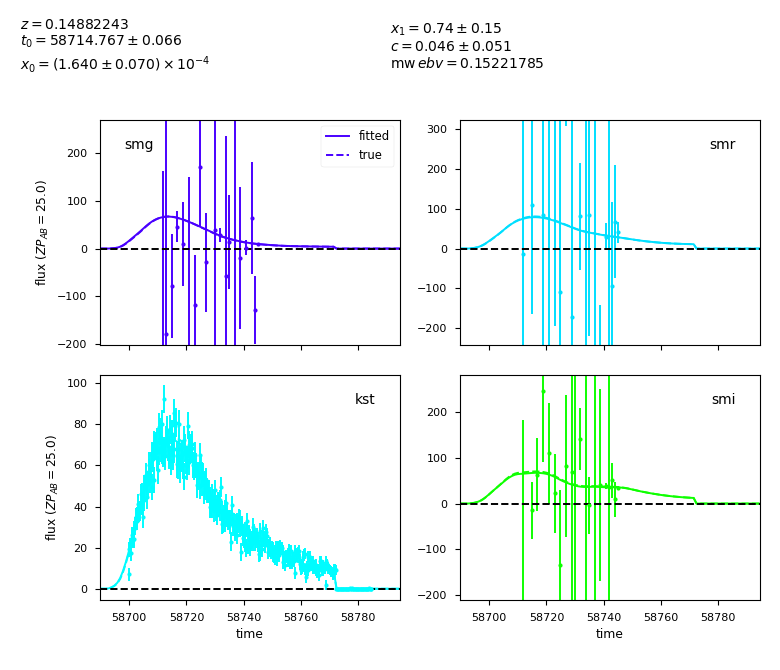 z = 0.14882243
t₀ = 58714.767 ± 0.066
x₀ = (1.640 ± 0.070) × 10⁻⁴
x₁ = 0.74 ± 0.15
c = 0.046 ± 0.051
mw ebv = 0.15221785
smg
fitted
true
200
100
0
−100
−200
flux (ZP_AB = 25.0)
smr
300
200
100
0
−100
−200
kst
100
80
60
40
20
0
flux (ZP_AB = 25.0)
58700 58720 58740 58760 58780
time
smi
200
100
0
−100
−200
58700 58720 58740 58760 58780
time